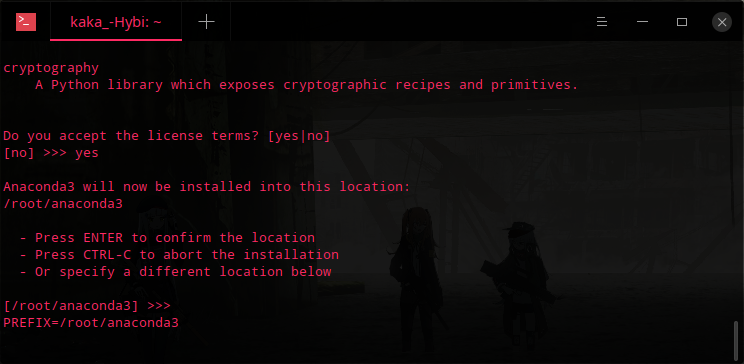 kaka_-Hybi: ~
cryptography
A Python library which exposes cryptographic recipes and primitives.
Do you accept the license terms? [yes|no]
[no] >>> yes
Anaconda3 will now be installed into this location:
/root/anaconda3
- Press ENTER to confirm the location
- Press CTRL-C to abort the installation
- Or specify a different location below
[/root/anaconda3] >>>
PREFIX=/root/anaconda3